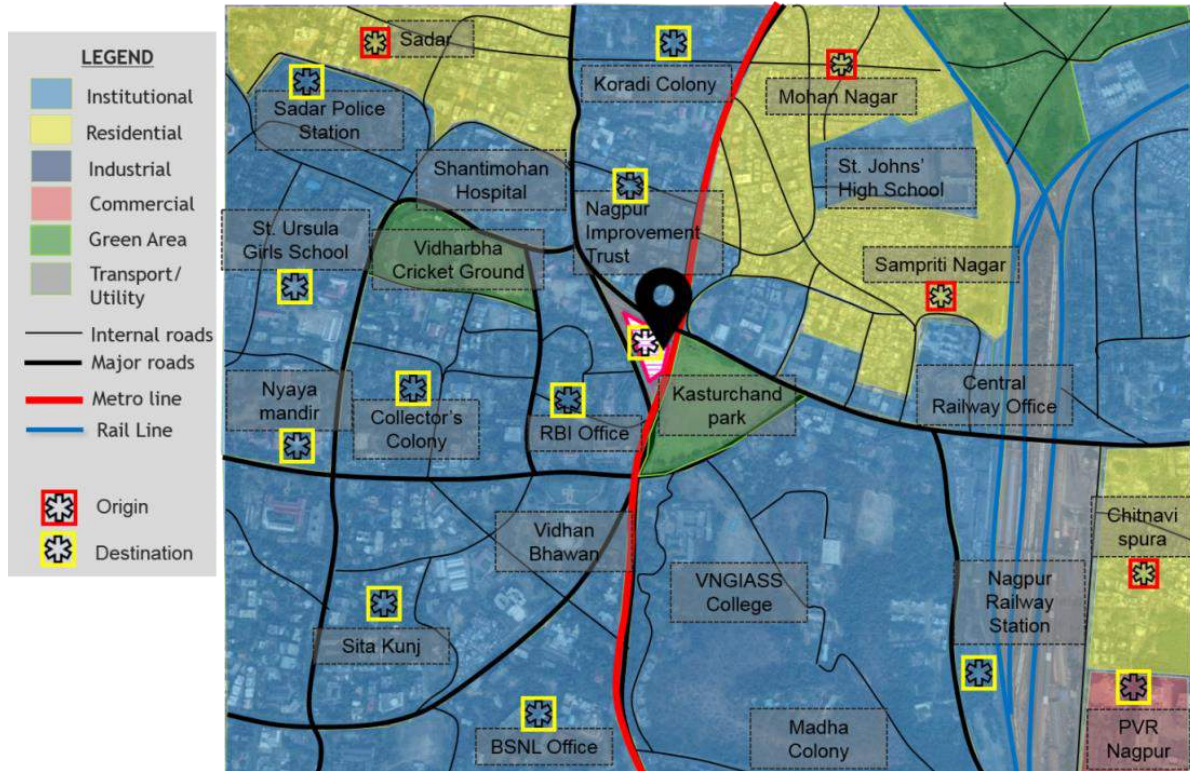 LEGEND
Institutional
Residential
Industrial
Commercial
Green Area
Transport/
Utility
Internal roads
Major roads
Metro line
Rail Line
Origin
Destination
Sadar
Koradi Colony
Mohan Nagar
Sadar Police
Station
Shantimohan
Hospital
St. Johns'
High School
Nagpur
Improvement
Trust
St. Ursula
Girls School
Vidharbha
Cricket Ground
Sampriti Nagar
Nyaya
mandir
Collector's
Colony
RBI Office
Kasturchand
park
Central
Railway Office
Vidhan
Bhawan
VNGIASS
College
Nagpur
Railway
Station
Chitnavi
spura
Sita Kunj
BSNL Office
Madha
Colony
PVR
Nagpur